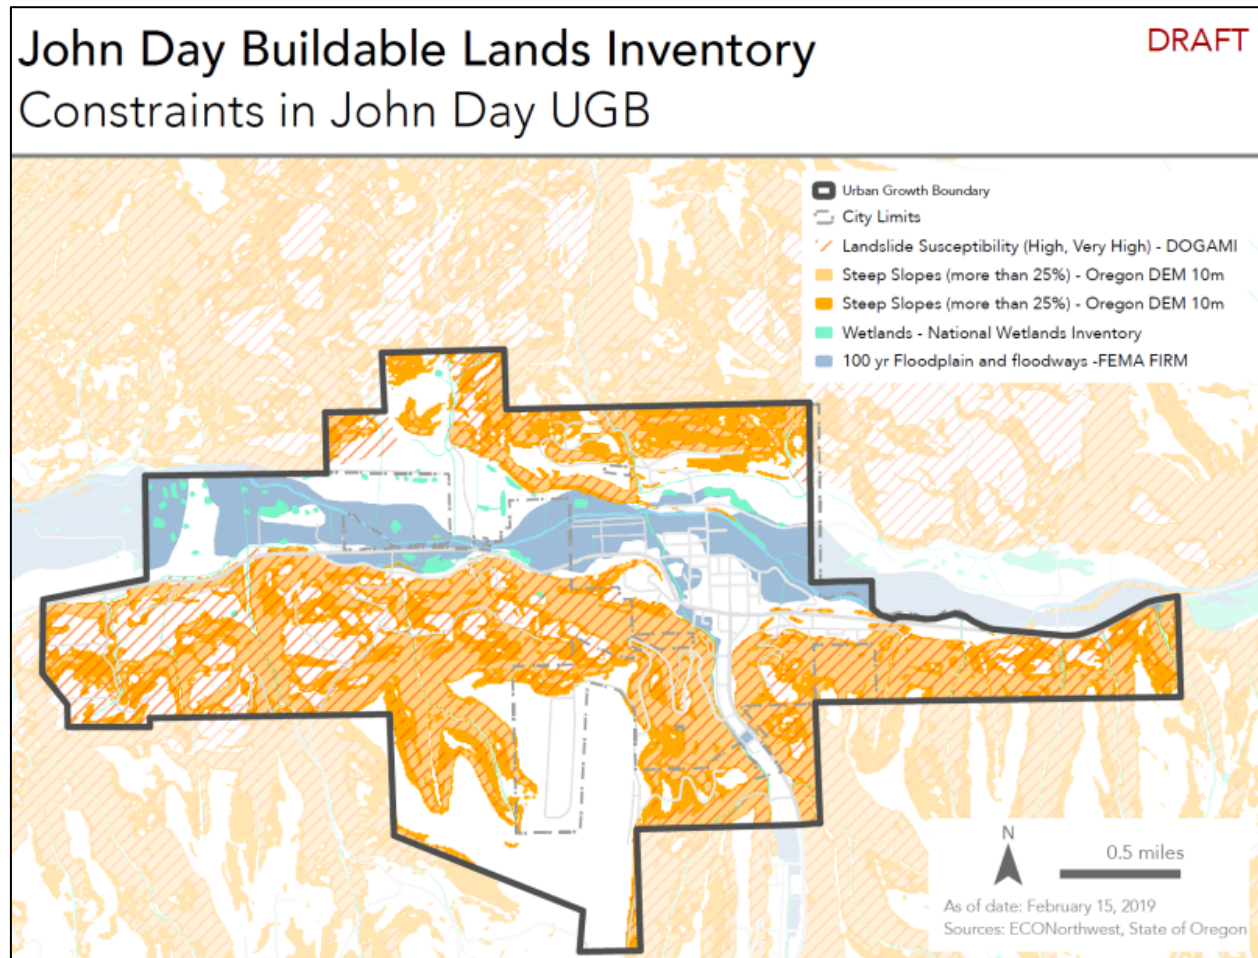 John Day Buildable Lands Inventory
DRAFT
Constraints in John Day UGB
Urban Growth Boundary
City Limits
Landslide Susceptibility (High, Very High) - DOGAMI
Steep Slopes (more than 25%) - Oregon DEM 10m
Steep Slopes (more than 25%) - Oregon DEM 10m
Wetlands - National Wetlands Inventory
100 yr Floodplain and floodways -FEMA FIRM
N
0.5 miles
As of date: February 15, 2019
Sources: ECONorthwest, State of Oregon